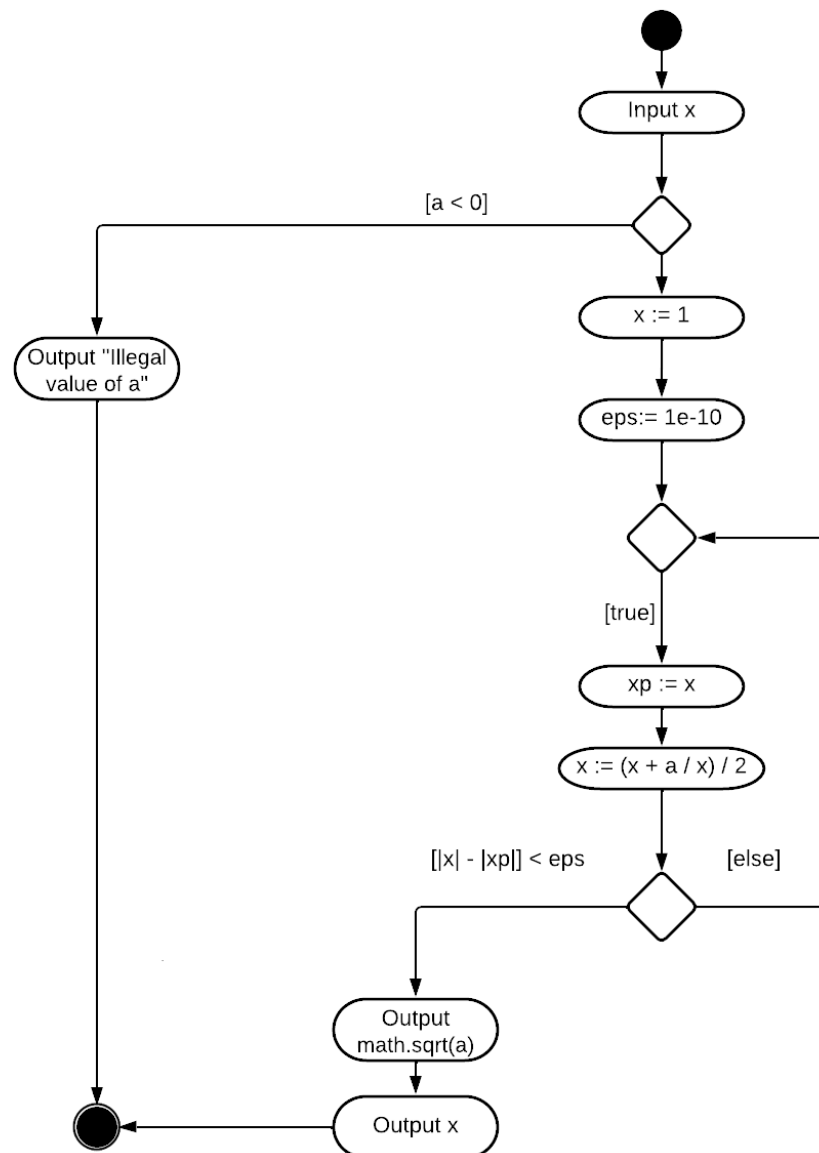 Input x
[a < 0]
x := 1
Output "Illegal
value of a"
eps:= 1e-10
[true]
xp := x
x := (x + a / x) / 2
[|x| - |xp|] < eps
[else]
Output
math.sqrt(a)
Output x